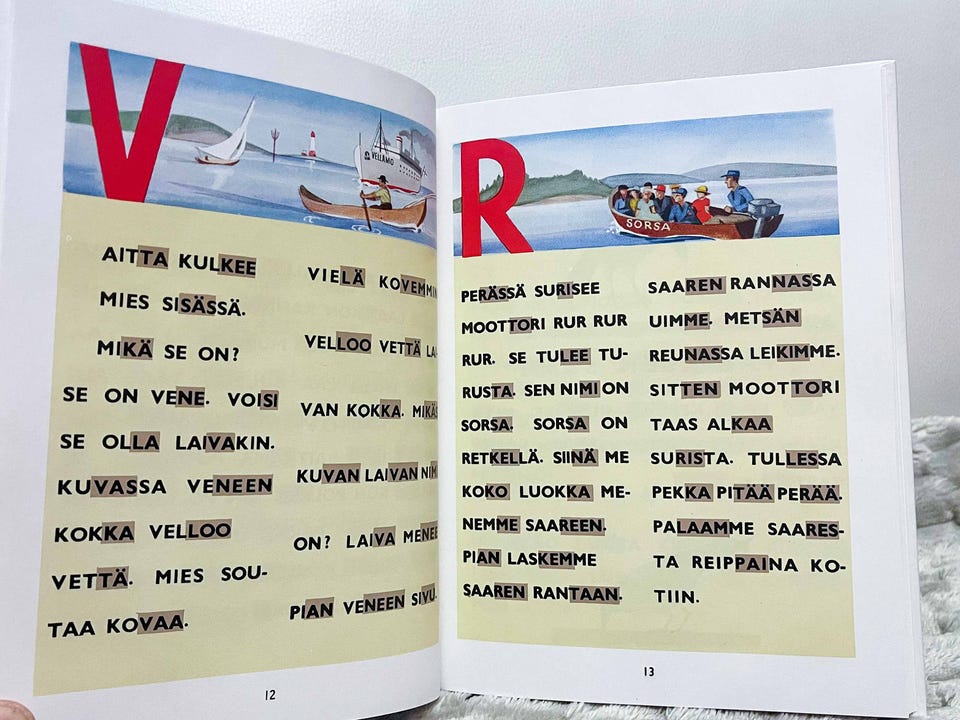 V
VELLAMO
AITTA KULKEE
MIES SISÄSSÄ.
MIKÄ SE ON?
SE ON VENE. VOISI
SE OLLA LAIVAKIN.
KUVASSA VENEEN
KOKKA VELLOO
VETTÄ. MIES SOU-
TAA KOVAA.
VIELÄ KOVEMMIN
VELLOO VETTÄ LAI
VAN KOKKA. MIKÄS
KUVAN LAIVAN NIMI
ON? LAIVA MENEE
PIAN VENEEN SIVU.
12
R
SORSA
PERÄSSÄ SURISEE
MOOTTORI RUR RUR
RUR. SE TULEE TU-
RUSTA. SEN NIMI ON
SORSA. SORSA ON
RETKELLÄ. SIINÄ ME
KOKO LUOKKA ME-
NEMME SAAREEN.
PIAN LASKEMME
SAAREN RANTAAN.
SAAREN RANNASSA
UIMME. METSÄN
REUNASSA LEIKIMME.
SITTEN MOOTTORI
TAAS ALKAA
SURISTA. TULLESSA
PEKKA PITÄÄ PERÄÄ.
PALAAMME SAARES-
TA REIPPAINA KO-
TIIN.
13